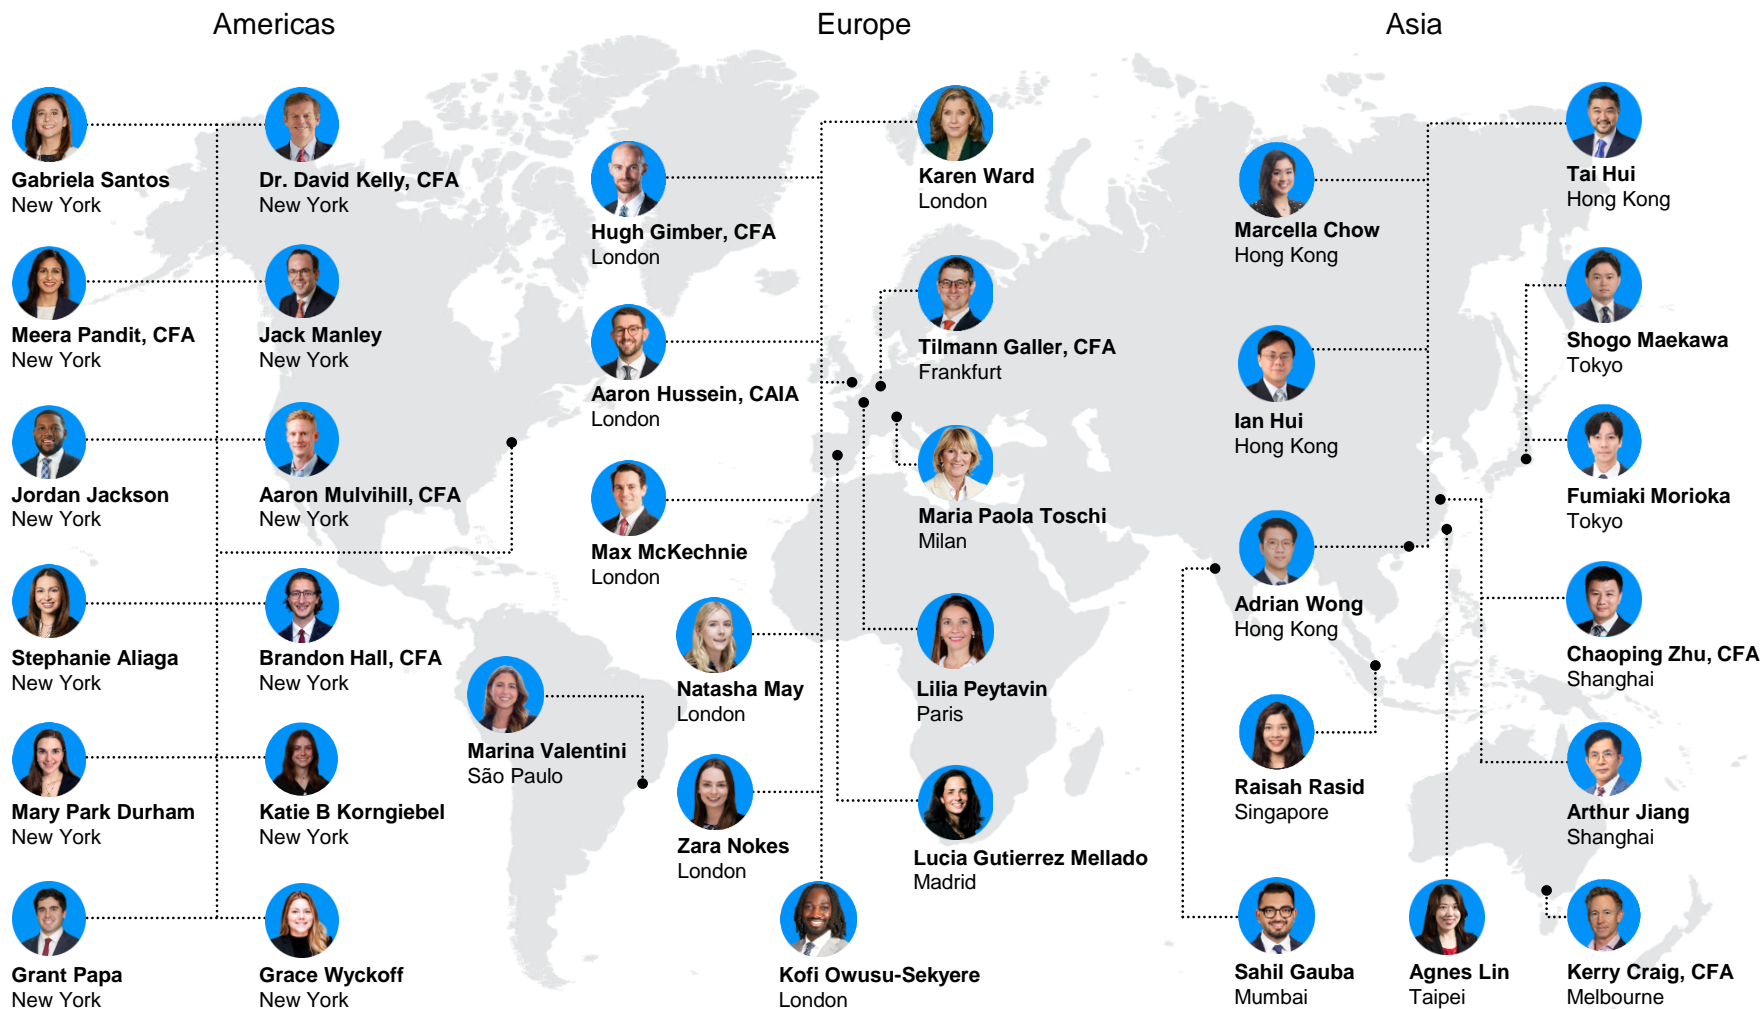 Americas
Europe
Asia
Gabriela Santos
New York
Dr. David Kelly, CFA
New York
Meera Pandit, CFA
New York
Jack Manley
New York
Jordan Jackson
New York
Aaron Mulvihill, CFA
New York
Stephanie Aliaga
New York
Brandon Hall, CFA
New York
Mary Park Durham
New York
Katie B Korngiebel
New York
Grant Papa
New York
Grace Wyckoff
New York
Marina Valentini
São Paulo
Hugh Gimber, CFA
London
Aaron Hussein, CAIA
London
Max McKechnie
London
Natasha May
London
Zara Nokes
London
Kofi Owusu-Sekyere
London
Karen Ward
London
Tilmann Galler, CFA
Frankfurt
Maria Paola Toschi
Milan
Lilia Peytavin
Paris
Lucia Gutierrez Mellado
Madrid
Marcella Chow
Hong Kong
Ian Hui
Hong Kong
Adrian Wong
Hong Kong
Raisah Rasid
Singapore
Sahil Gauba
Mumbai
Agnes Lin
Taipei
Tai Hui
Hong Kong
Shogo Maekawa
Tokyo
Fumiaki Morioka
Tokyo
Chaoping Zhu, CFA
Shanghai
Arthur Jiang
Shanghai
Kerry Craig, CFA
Melbourne